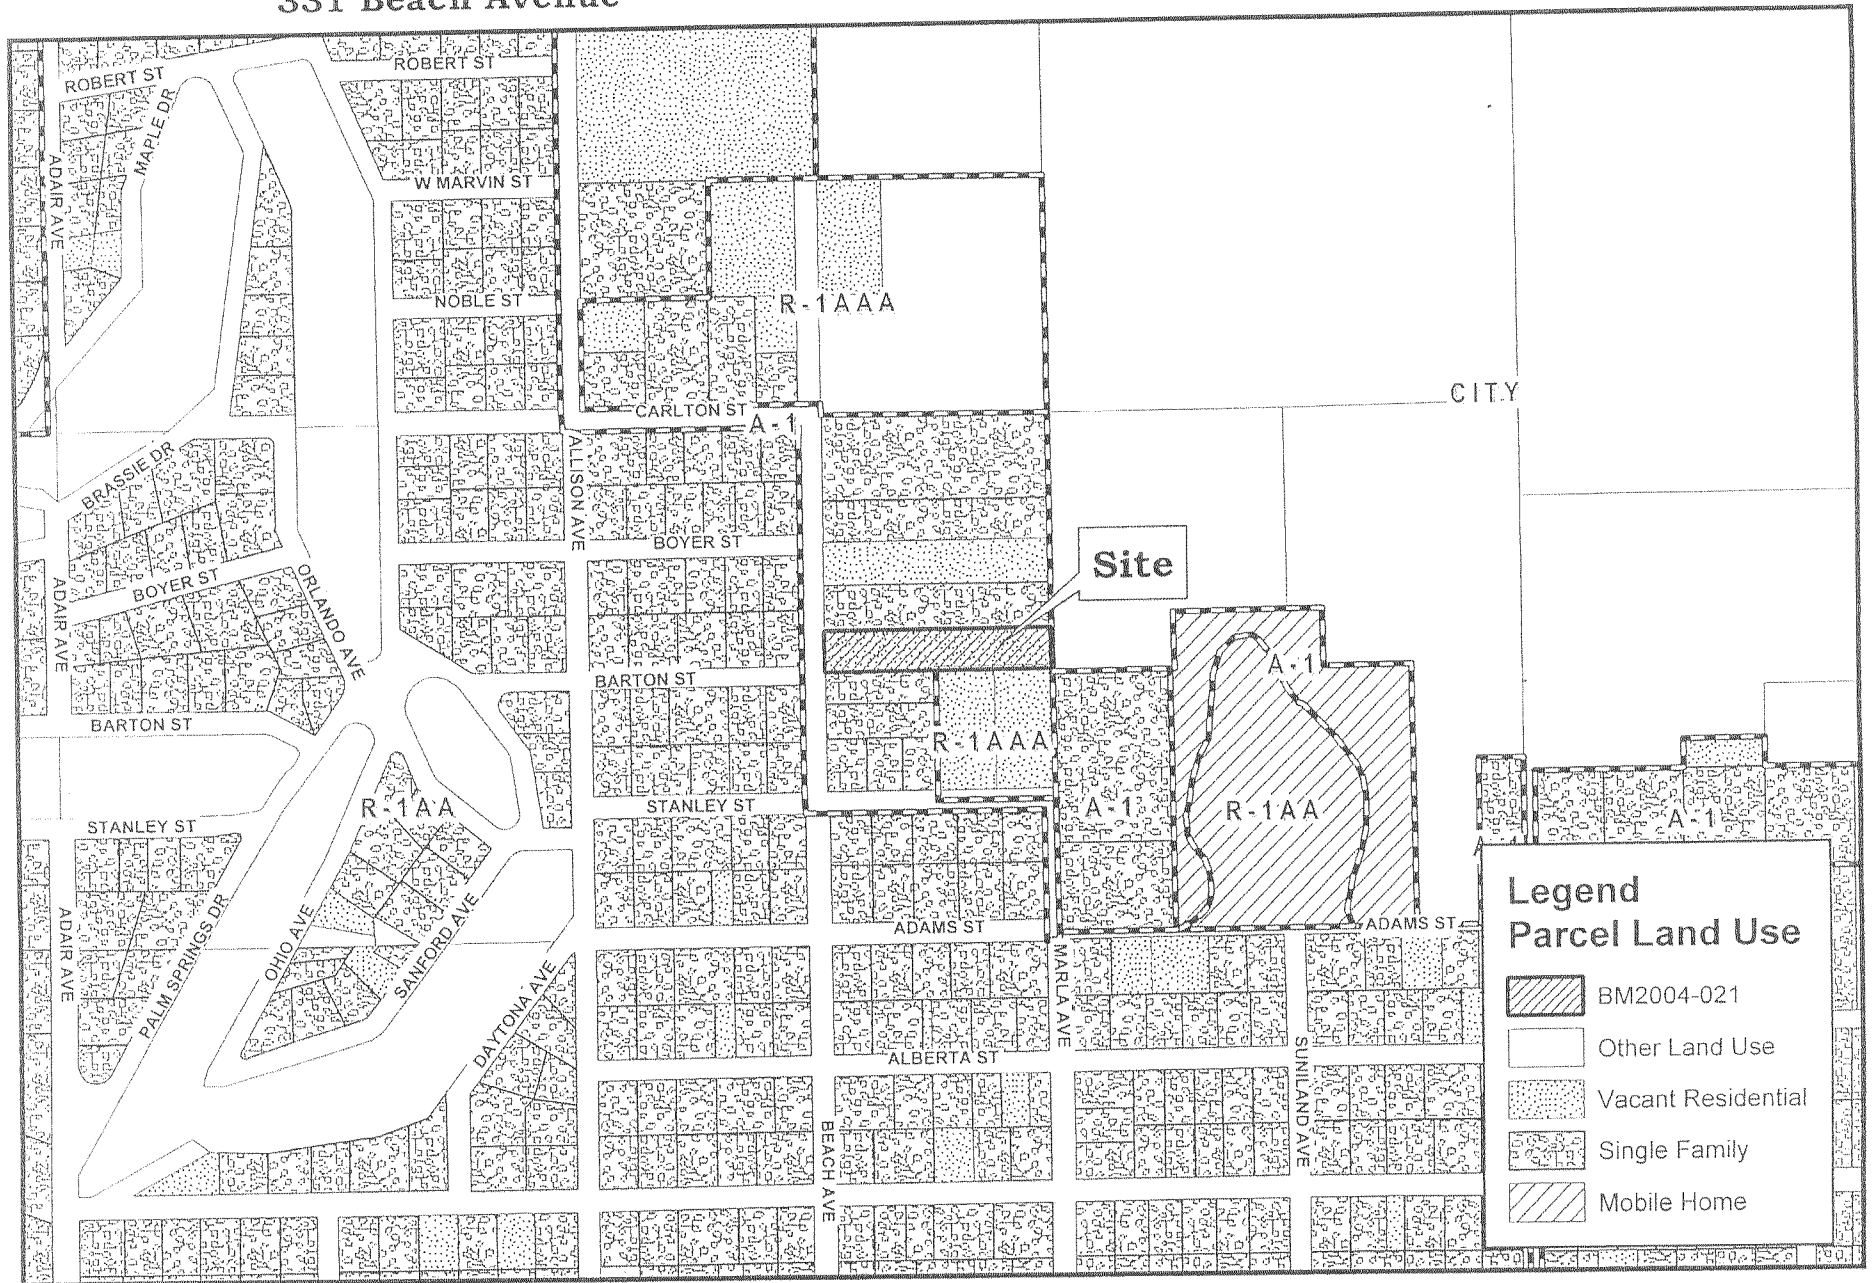 331 Beach Avenue
ROBERT ST
ROBERT ST
MAPLE DR
ADAIR AVE
W MARVIN ST
NOBLE ST
R-1AAA
CITY
CARLTON ST
A-1
BRASSIE DR
ALLISON AVE
BOYER ST
Site
BOYER ST
ORLANDO AVE
ADAIR AVE
BARTON ST
A-1
BARTON ST
R-1AAA
STANLEY ST
R-1AA
A-1
R-1AA
A-1
STANLEY ST
PALM SPRINGS DR
OHIO AVE
SANFORD AVE
ADAIR AVE
ADAMS ST
ADAMS ST
DAYTONA AVE
MARLA AVE
ALBERTA ST
SUNLAND AVE
BEACH AVE
Legend
Parcel Land Use
BM2004-021
Other Land Use
Vacant Residential
Single Family
Mobile Home